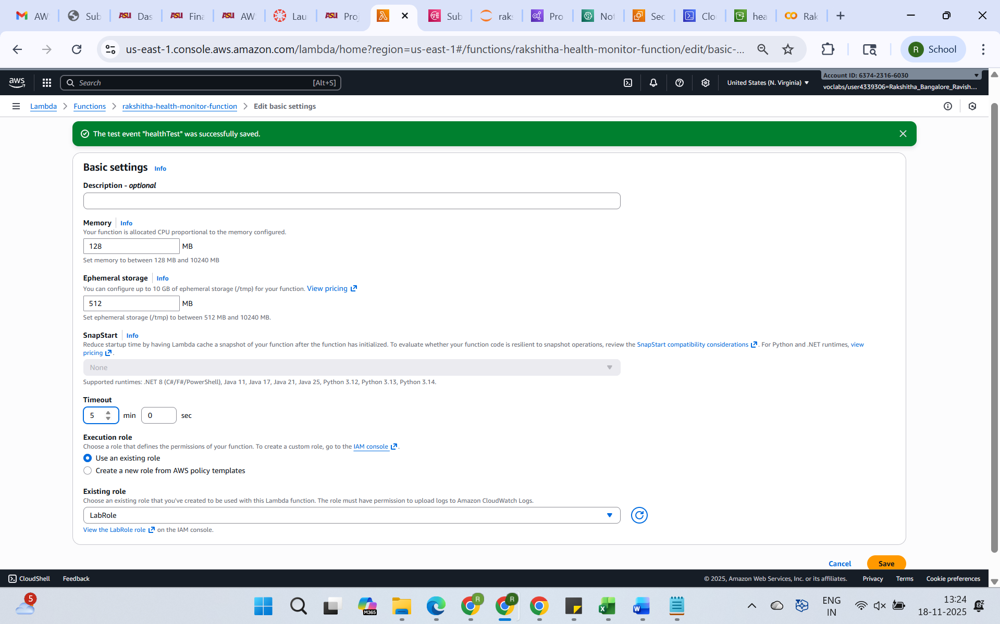 AW
Sub
ASU Das
ASU Fina
ASU AW
Lau
ASU Pro
Sub
raks
Pro
Not
Sec
Clo
hea
Rak
us-east-1.console.aws.amazon.com/lambda/home?region=us-east-1#/functions/rakshitha-health-monitor-function/edit/basic-...
R School
aws
Search [Alt+S]
United States (N. Virginia)
Account ID: 6374-2316-6030
voclabs/user4339306=Rakshitha_Bangalore_Ravish...
Lambda > Functions > rakshitha-health-monitor-function > Edit basic settings
The test event "healthTest" was successfully saved.
Basic settings Info
Description - optional
Memory Info
Your function is allocated CPU proportional to the memory configured.
128 MB
Set memory to between 128 MB and 10240 MB
Ephemeral storage Info
You can configure up to 10 GB of ephemeral storage (/tmp) for your function. View pricing
512 MB
Set ephemeral storage (/tmp) to between 512 MB and 10240 MB.
SnapStart Info
Reduce startup time by having Lambda cache a snapshot of your function after the function has initialized. To evaluate whether your function code is resilient to snapshot operations, review the SnapStart compatibility considerations . For Python and .NET runtimes, view
pricing .
None
Supported runtimes: .NET 8 (C#/F#/PowerShell), Java 11, Java 17, Java 21, Java 25, Python 3.12, Python 3.13, Python 3.14.
Timeout
5 min 0 sec
Execution role
Choose a role that defines the permissions of your function. To create a custom role, go to the IAM console .
Use an existing role
Create a new role from AWS policy templates
Existing role
Choose an existing role that you've created to be used with this Lambda function. The role must have permission to upload logs to Amazon CloudWatch Logs.
LabRole
View the LabRole role on the IAM console.
Cancel Save
CloudShell Feedback © 2025, Amazon Web Services, Inc. or its affiliates. Privacy Terms Cookie preferences
5
M365
R
R
ENG
IN
13:24
18-11-2025